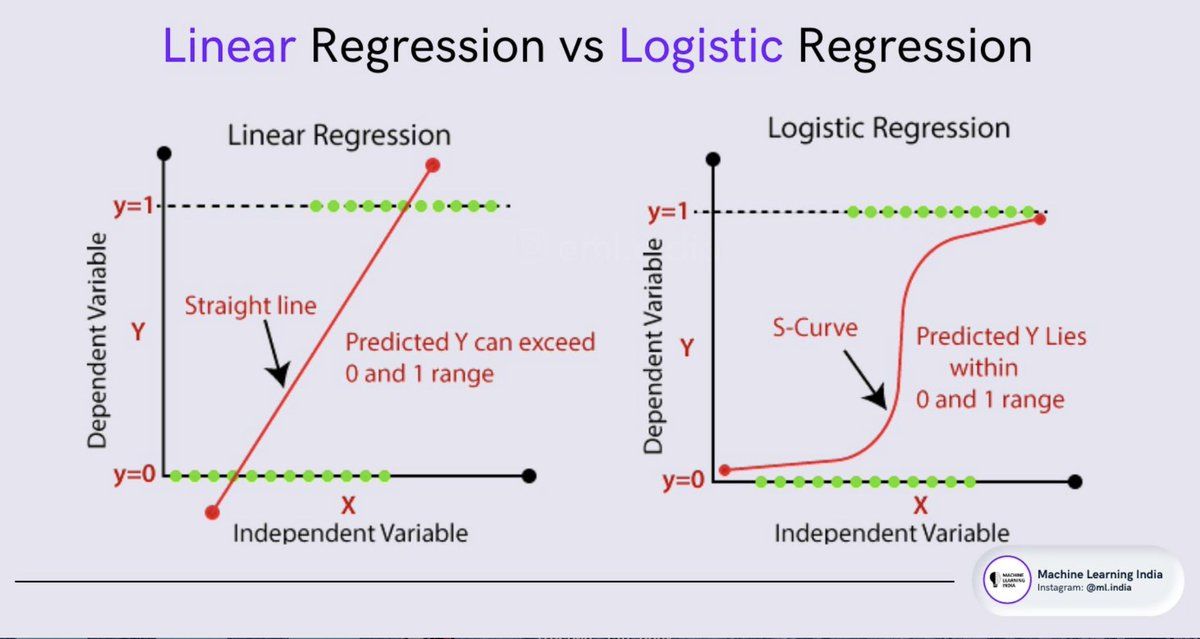 Linear Regression vs Logistic Regression
Linear Regression
y=1
Dependent Variable
Y
Straight line
Predicted Y can exceed
0 and 1 range
y=0
X
Independent Variable
Logistic Regression
y=1
Dependent Variable
Y
S-Curve
Predicted Y Lies
within
0 and 1 range
y=0
X
Independent Variable
MACHINE
LEARNING
INDIA
Machine Learning India
Instagram: @ml.india